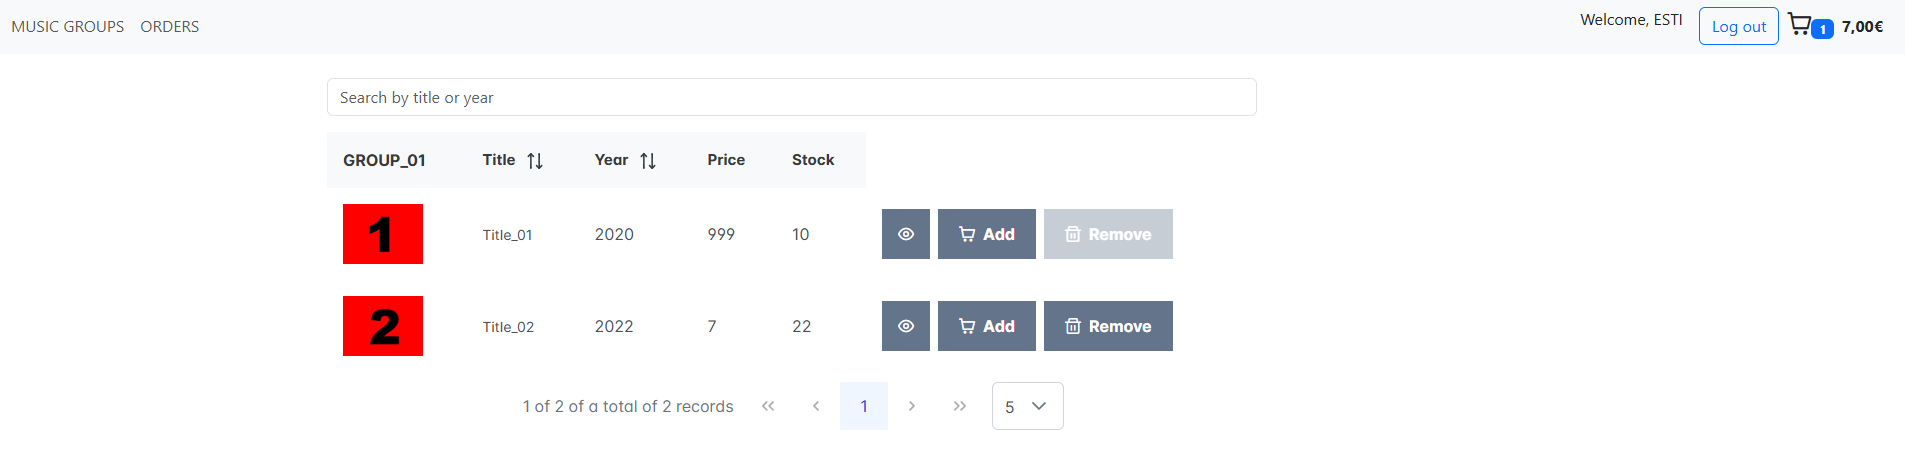 MUSIC GROUPS ORDERS Welcome, ESTI Log out 1 7,00€
Search by title or year
GROUP_01 Title Year Price Stock
1 Title_01 2020 999 10 Add Remove
2 Title_02 2022 7 22 Add Remove
1 of 2 of a total of 2 records « ‹ 1 › » 5